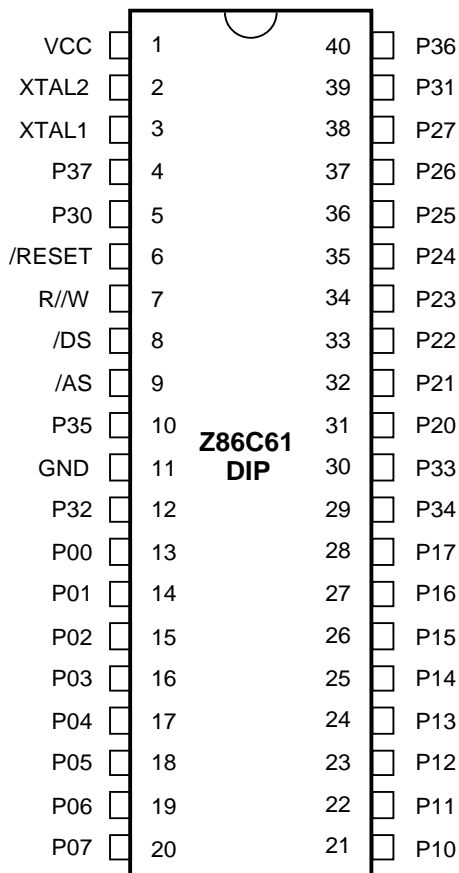 VCC 1 40 P36
XTAL2 2 39 P31
XTAL1 3 38 P27
P37 4 37 P26
P30 5 36 P25
/RESET 6 35 P24
R//W 7 34 P23
/DS 8 33 P22
/AS 9 32 P21
P35 10 31 P20
Z86C61
GND 11 30 P33
DIP
P32 12 29 P34
P00 13 28 P17
P01 14 27 P16
P02 15 26 P15
P03 16 25 P14
P04 17 24 P13
P05 18 23 P12
P06 19 22 P11
P07 20 21 P10